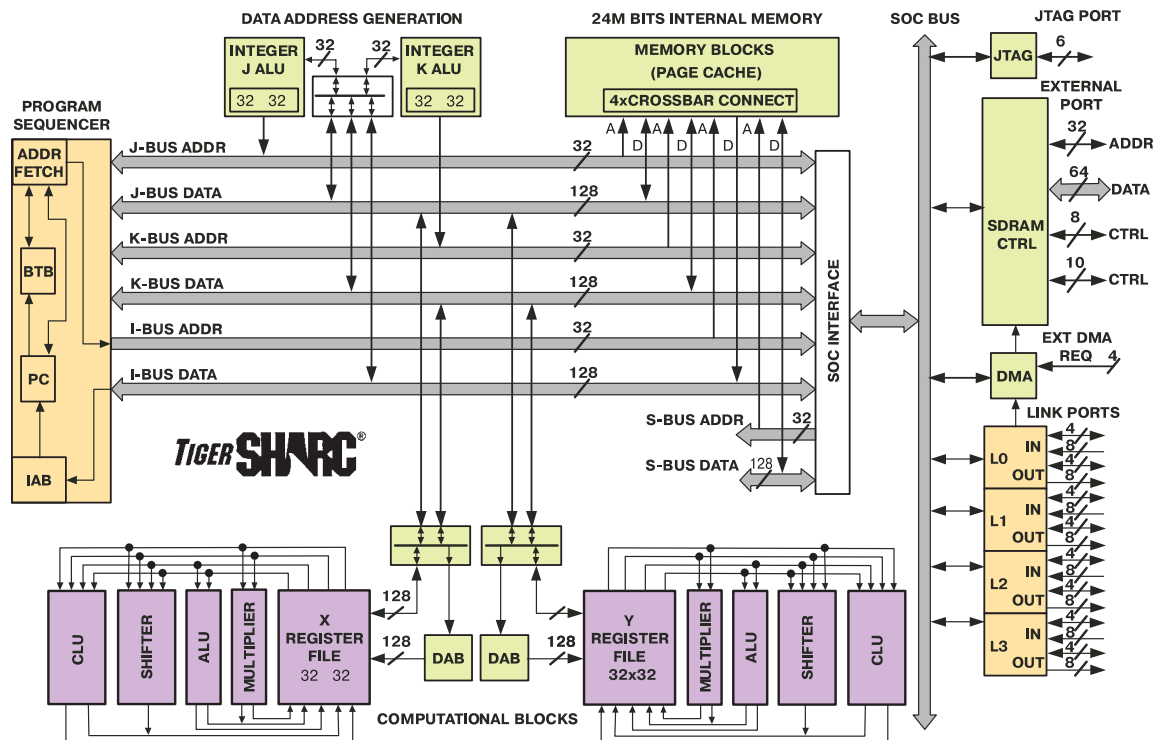 DATA ADDRESS GENERATION
24M BITS INTERNAL MEMORY
SOC BUS
JTAG PORT
INTEGER
J ALU
32 32
32
32
INTEGER
K ALU
32 32
MEMORY BLOCKS
(PAGE CACHE)
4xCROSSBAR CONNECT
JTAG
6
EXTERNAL
PORT
PROGRAM
SEQUENCER
ADDR
FETCH
BTB
PC
IAB
A
D
A
D
A
D
A
D
J-BUS ADDR
32
J-BUS DATA
128
K-BUS ADDR
32
K-BUS DATA
128
I-BUS ADDR
32
I-BUS DATA
128
S-BUS ADDR
32
S-BUS DATA
128
SOC INTERFACE
SDRAM
CTRL
32
ADDR
64
DATA
8
CTRL
10
CTRL
EXT DMA
REQ
4
DMA
LINK PORTS
L0
IN
OUT
4
8
4
8
L1
IN
OUT
4
8
4
8
L2
IN
OUT
4
8
4
8
L3
IN
OUT
4
8
4
8
TIGER SHARC®
CLU
SHIFTER
ALU
MULTIPLIER
X
REGISTER
FILE
32 32
128
128
DAB
DAB
128
Y
REGISTER
FILE
32x32
MULTIPLIER
ALU
SHIFTER
CLU
COMPUTATIONAL BLOCKS